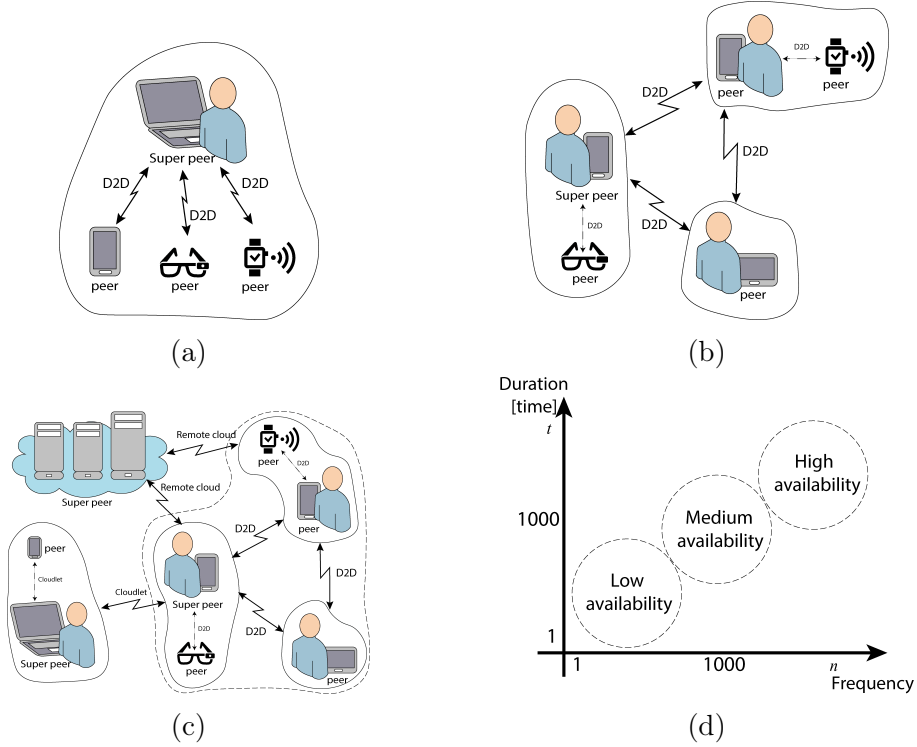 Super peer
D2D
D2D
D2D
peer
peer
peer
(a)
D2D
peer
peer
D2D
D2D
Super peer
D2D
D2D
peer
peer
(b)
Remote cloud
peer
D2D
Super peer
Remote cloud
peer
D2D
peer
Cloudlet
Cloudlet
Super peer
D2D
D2D
D2D
Super peer
peer
peer
(c)
Duration
[time]
t
High
availability
1000
Medium
availability
Low
availability
1
1
1000
n
Frequency
(d)